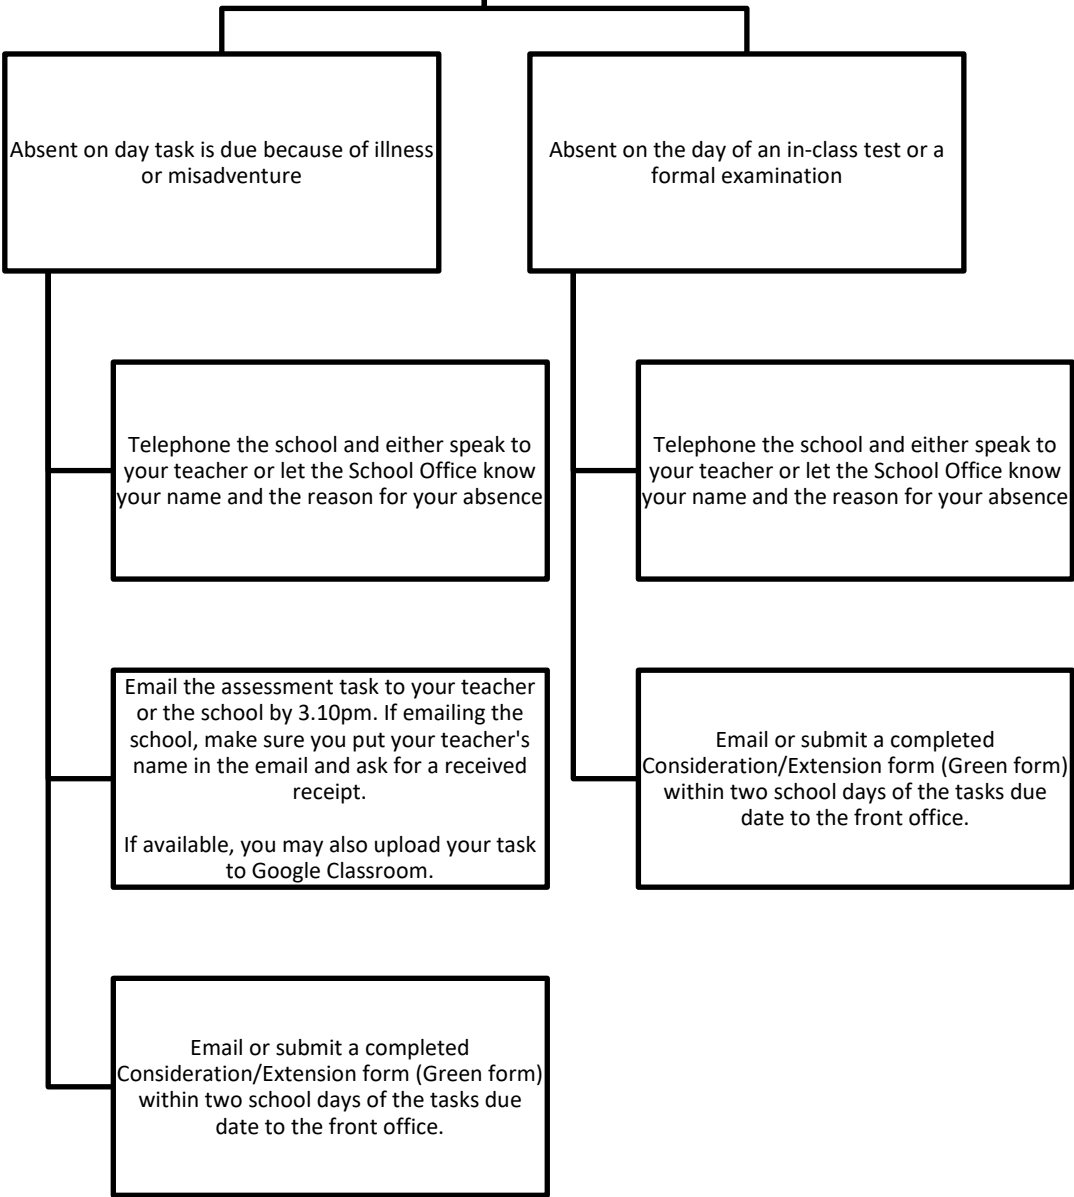 Absent on day task is due because of illness
or misadventure
Telephone the school and either speak to
your teacher or let the School Office know
your name and the reason for your absence
Email the assessment task to your teacher
or the school by 3.10pm. If emailing the
school, make sure you put your teacher's
name in the email and ask for a received
receipt.
If available, you may also upload your task
to Google Classroom.
Email or submit a completed
Consideration/Extension form (Green form)
within two school days of the tasks due
date to the front office.
Absent on the day of an in-class test or a
formal examination
Telephone the school and either speak to
your teacher or let the School Office know
your name and the reason for your absence
Email or submit a completed
Consideration/Extension form (Green form)
within two school days of the tasks due
date to the front office.